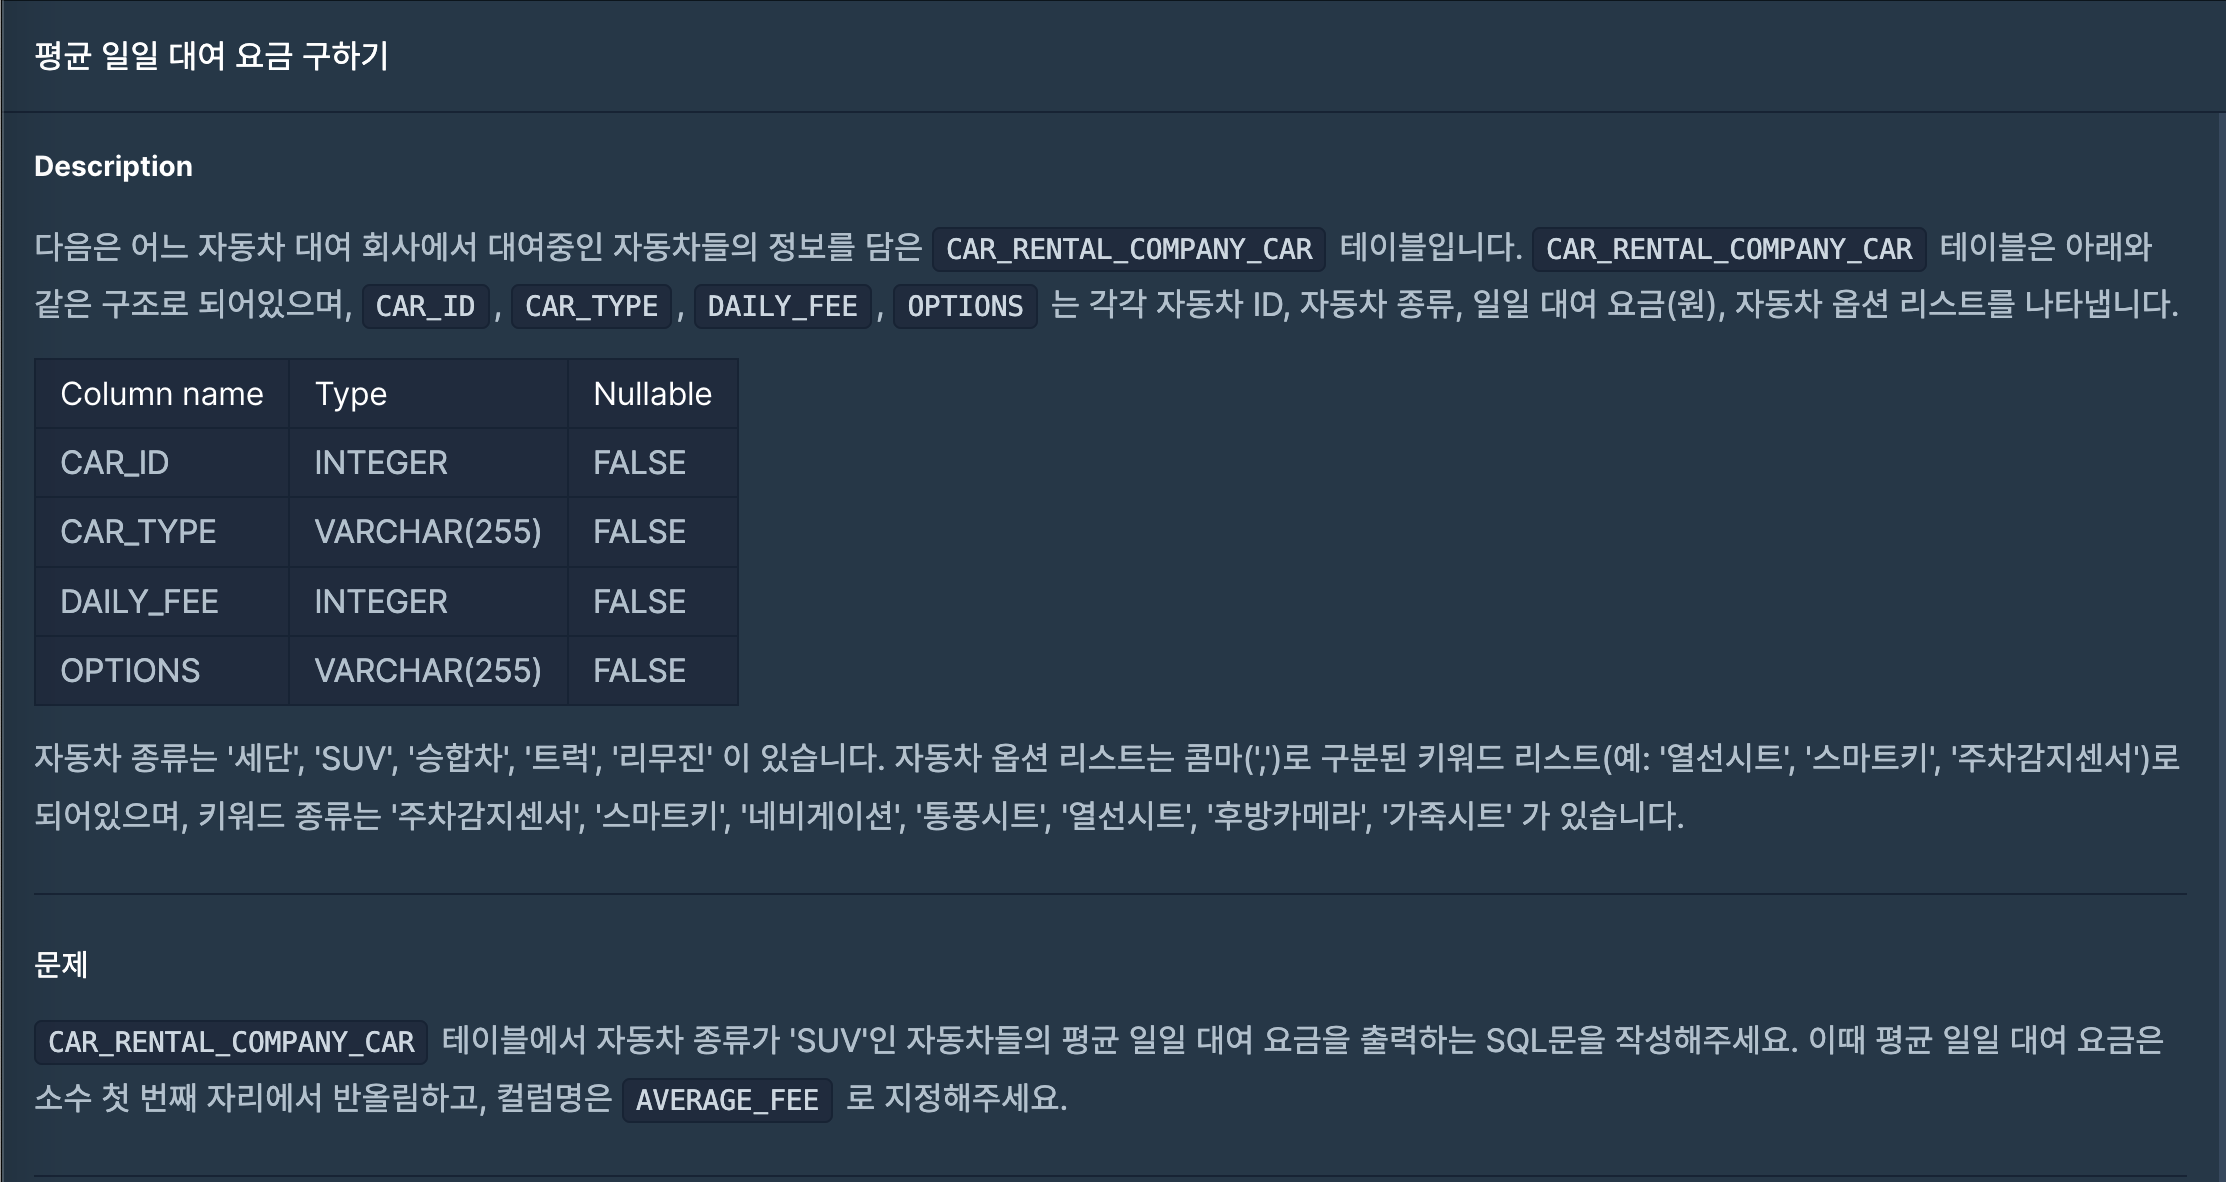 평균 일일 대여 요금 구하기
Description
다음은 어느 자동차 대여 회사에서 대여중인 자동차들의 정보를 담은 CAR_RENTAL_COMPANY_CAR 테이블입니다. CAR_RENTAL_COMPANY_CAR 테이블은 아래와
같은 구조로 되어있으며, CAR_ID , CAR_TYPE , DAILY_FEE , OPTIONS 는 각각 자동차 ID, 자동차 종류, 일일 대여 요금(원), 자동차 옵션 리스트를 나타냅니다.
Column name Type Nullable
CAR_ID INTEGER FALSE
CAR_TYPE VARCHAR(255) FALSE
DAILY_FEE INTEGER FALSE
OPTIONS VARCHAR(255) FALSE
자동차 종류는 '세단', 'SUV', '승합차', '트럭', '리무진' 이 있습니다. 자동차 옵션 리스트는 콤마(',')로 구분된 키워드 리스트(예: '열선시트', '스마트키', '주차감지센서')로
되어있으며, 키워드 종류는 '주차감지센서', '스마트키', '네비게이션', '통풍시트', '열선시트', '후방카메라', '가죽시트' 가 있습니다.
문제
CAR_RENTAL_COMPANY_CAR 테이블에서 자동차 종류가 'SUV'인 자동차들의 평균 일일 대여 요금을 출력하는 SQL문을 작성해주세요. 이때 평균 일일 대여 요금은
소수 첫 번째 자리에서 반올림하고, 컬럼명은 AVERAGE_FEE 로 지정해주세요.